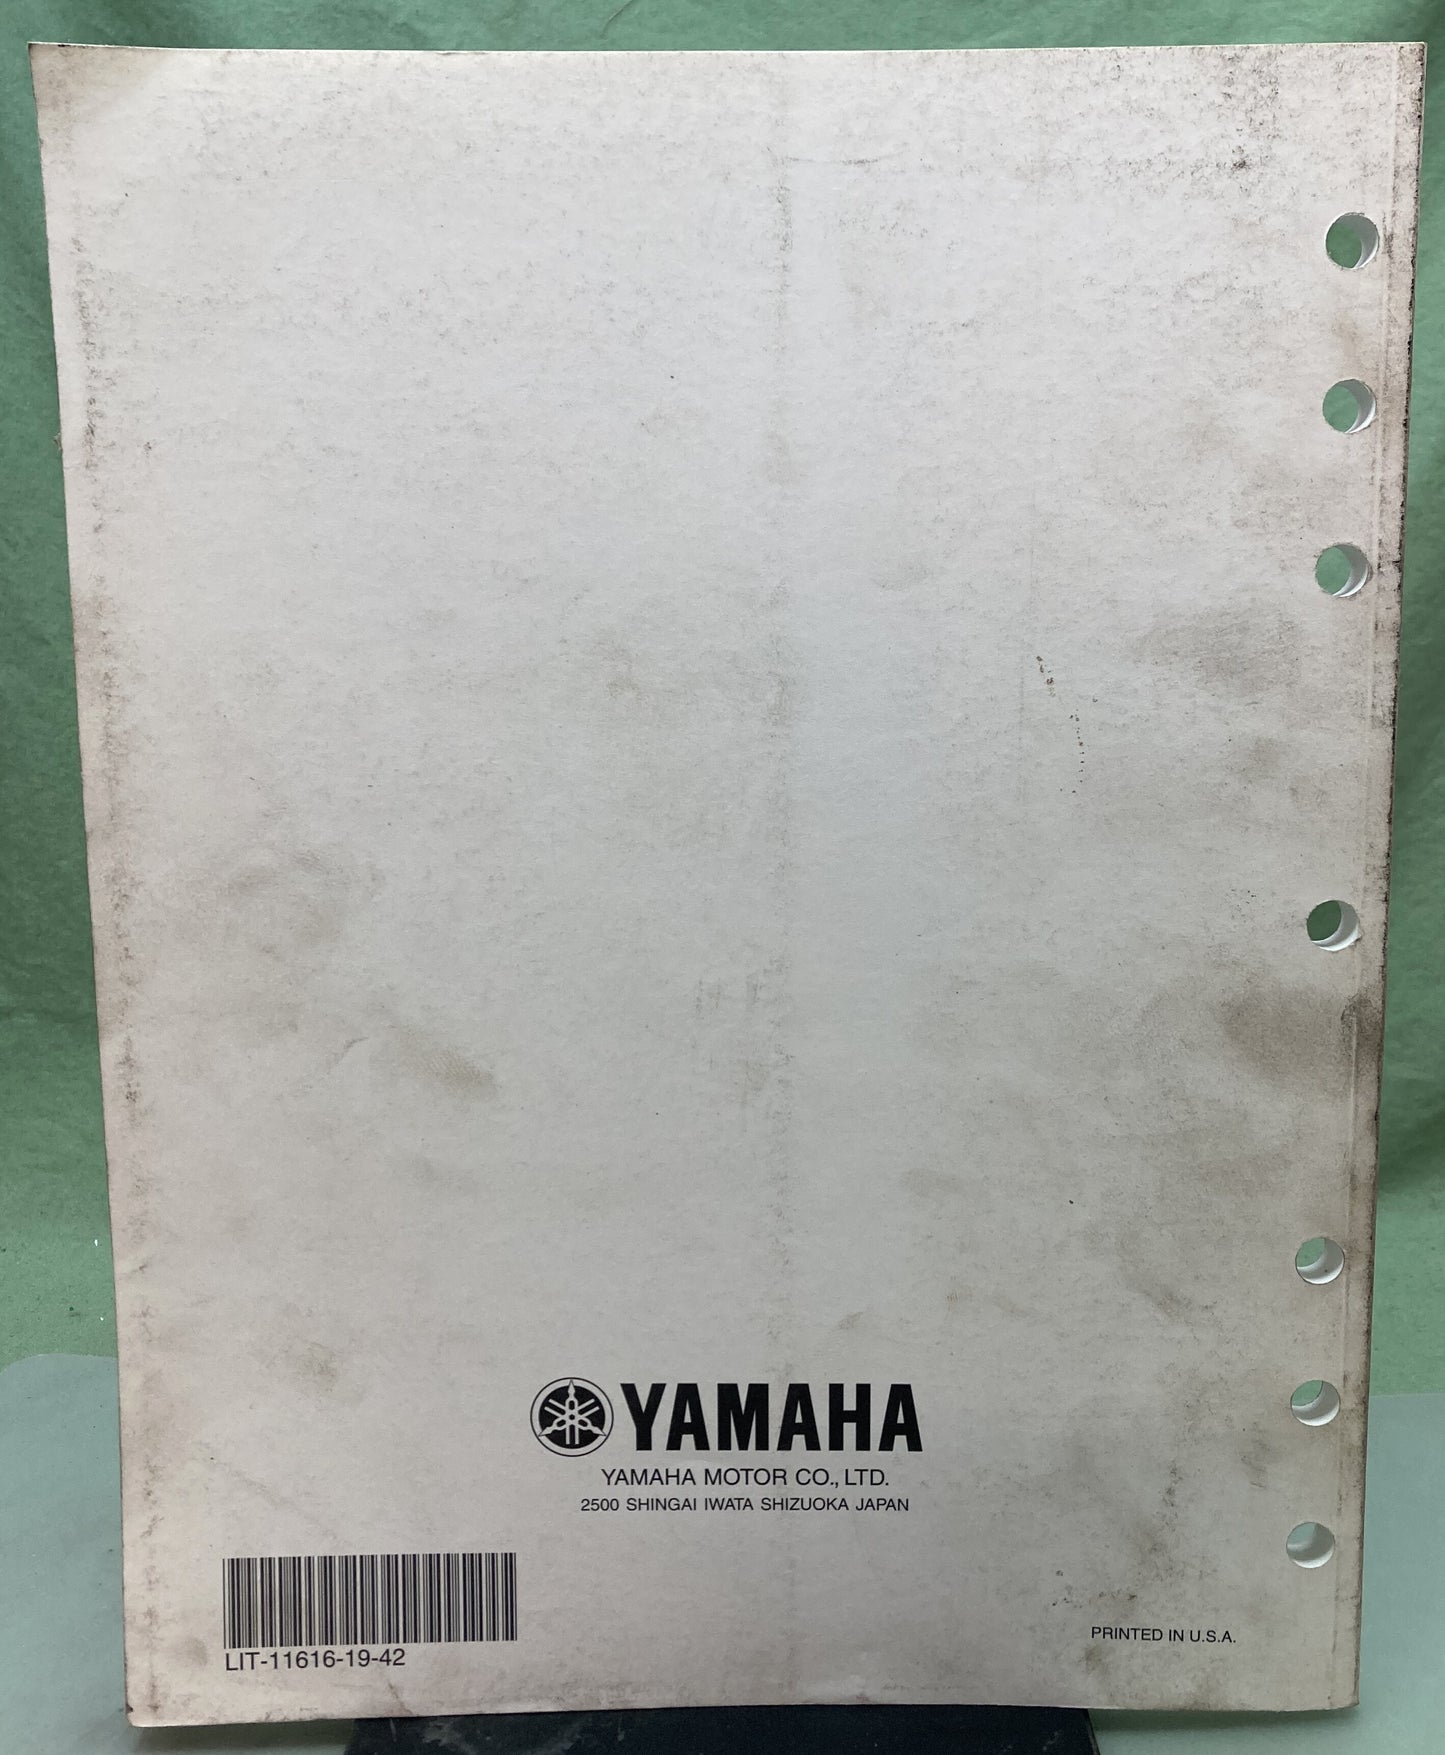 YAMAHA
YAMAHA MOTOR CO., LTD.
2500 SHINGAI IWATA SHIZUOKA JAPAN
LIT-11616-19-42
PRINTED IN U.S.A.